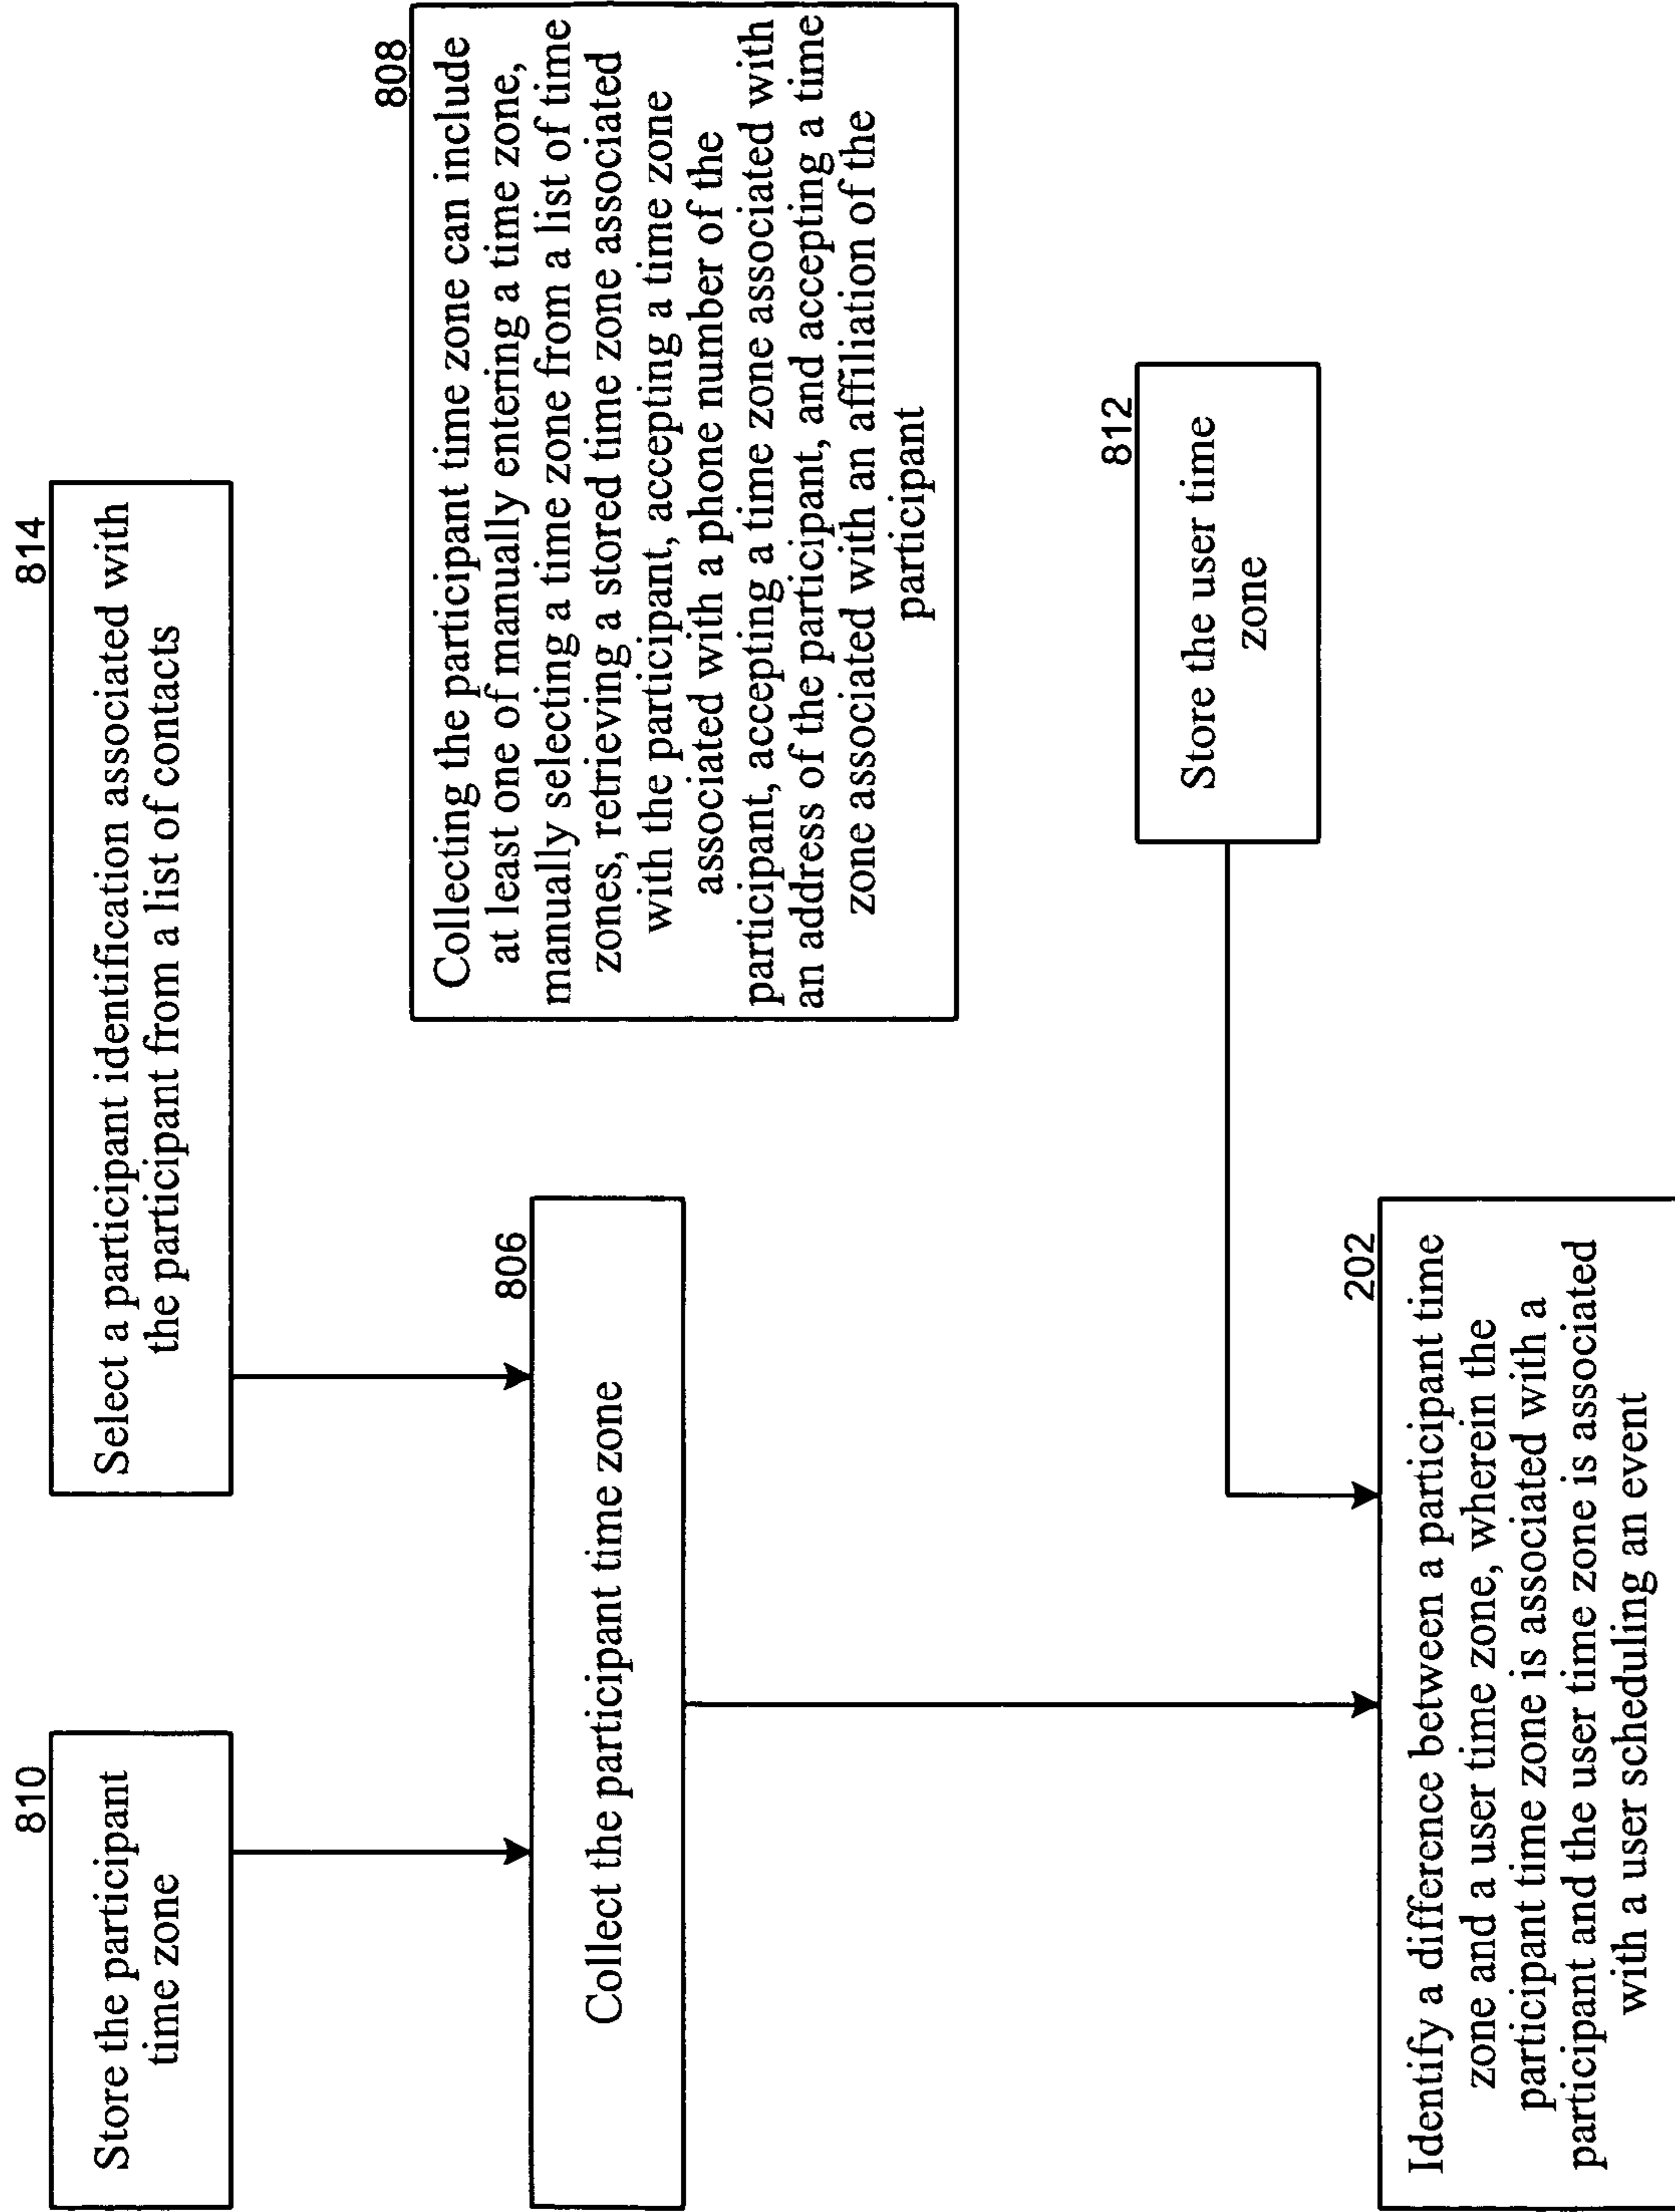 810
Store the participant
time zone
814
Select a participant identification associated with
the participant from a list of contacts
806
Collect the participant time zone
808
Collecting the participant time zone can include
at least one of manually entering a time zone,
manually selecting a time zone from a list of time
zones, retrieving a stored time zone associated
with the participant, accepting a time zone
associated with a phone number of the
participant, accepting a time zone associated with
an address of the participant, and accepting a time
zone associated with an affiliation of the
participant
812
Store the user time
zone
202
Identify a difference between a participant time
zone and a user time zone, wherein the
participant time zone is associated with a
participant and the user time zone is associated
with a user scheduling an event